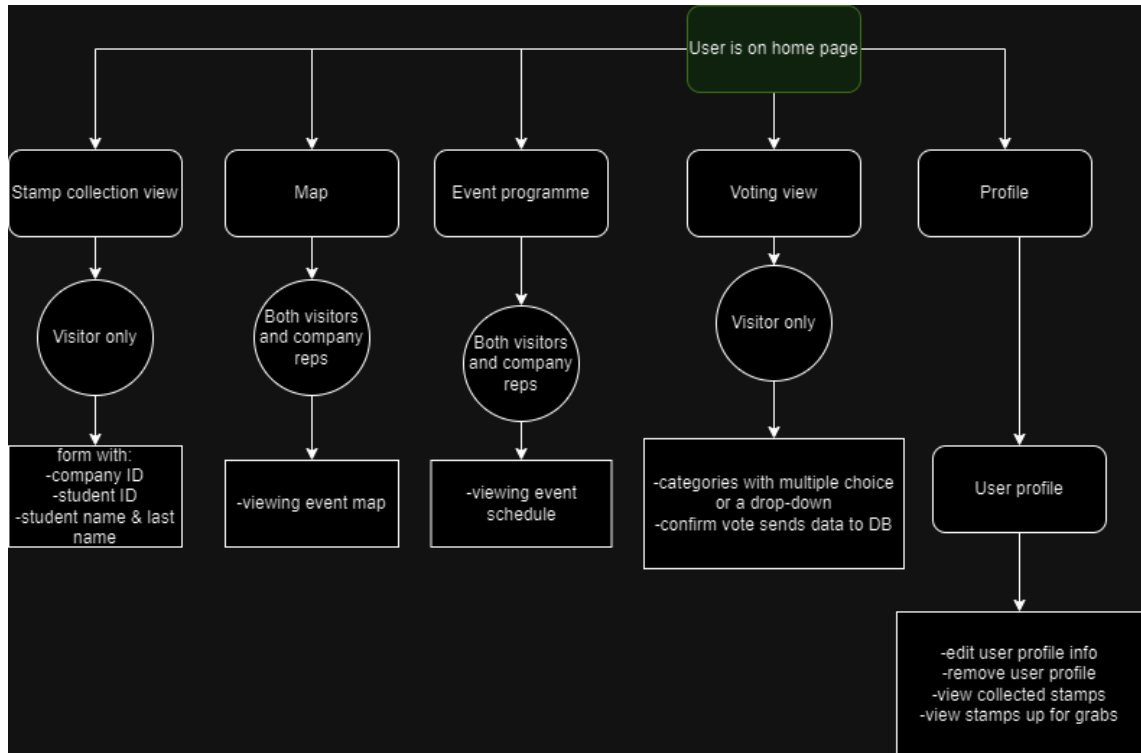 User is on home page
Stamp collection view
Map
Event programme
Voting view
Profile
Visitor only
Both visitors
and company
reps
Both visitors
and company
reps
Visitor only
form with:
-company ID
-student ID
-student name & last
name
-viewing event map
-viewing event
schedule
-categories with multiple choice
or a drop-down
-confirm vote sends data to DB
User profile
-edit user profile info
-remove user profile
-view collected stamps
-view stamps up for grabs